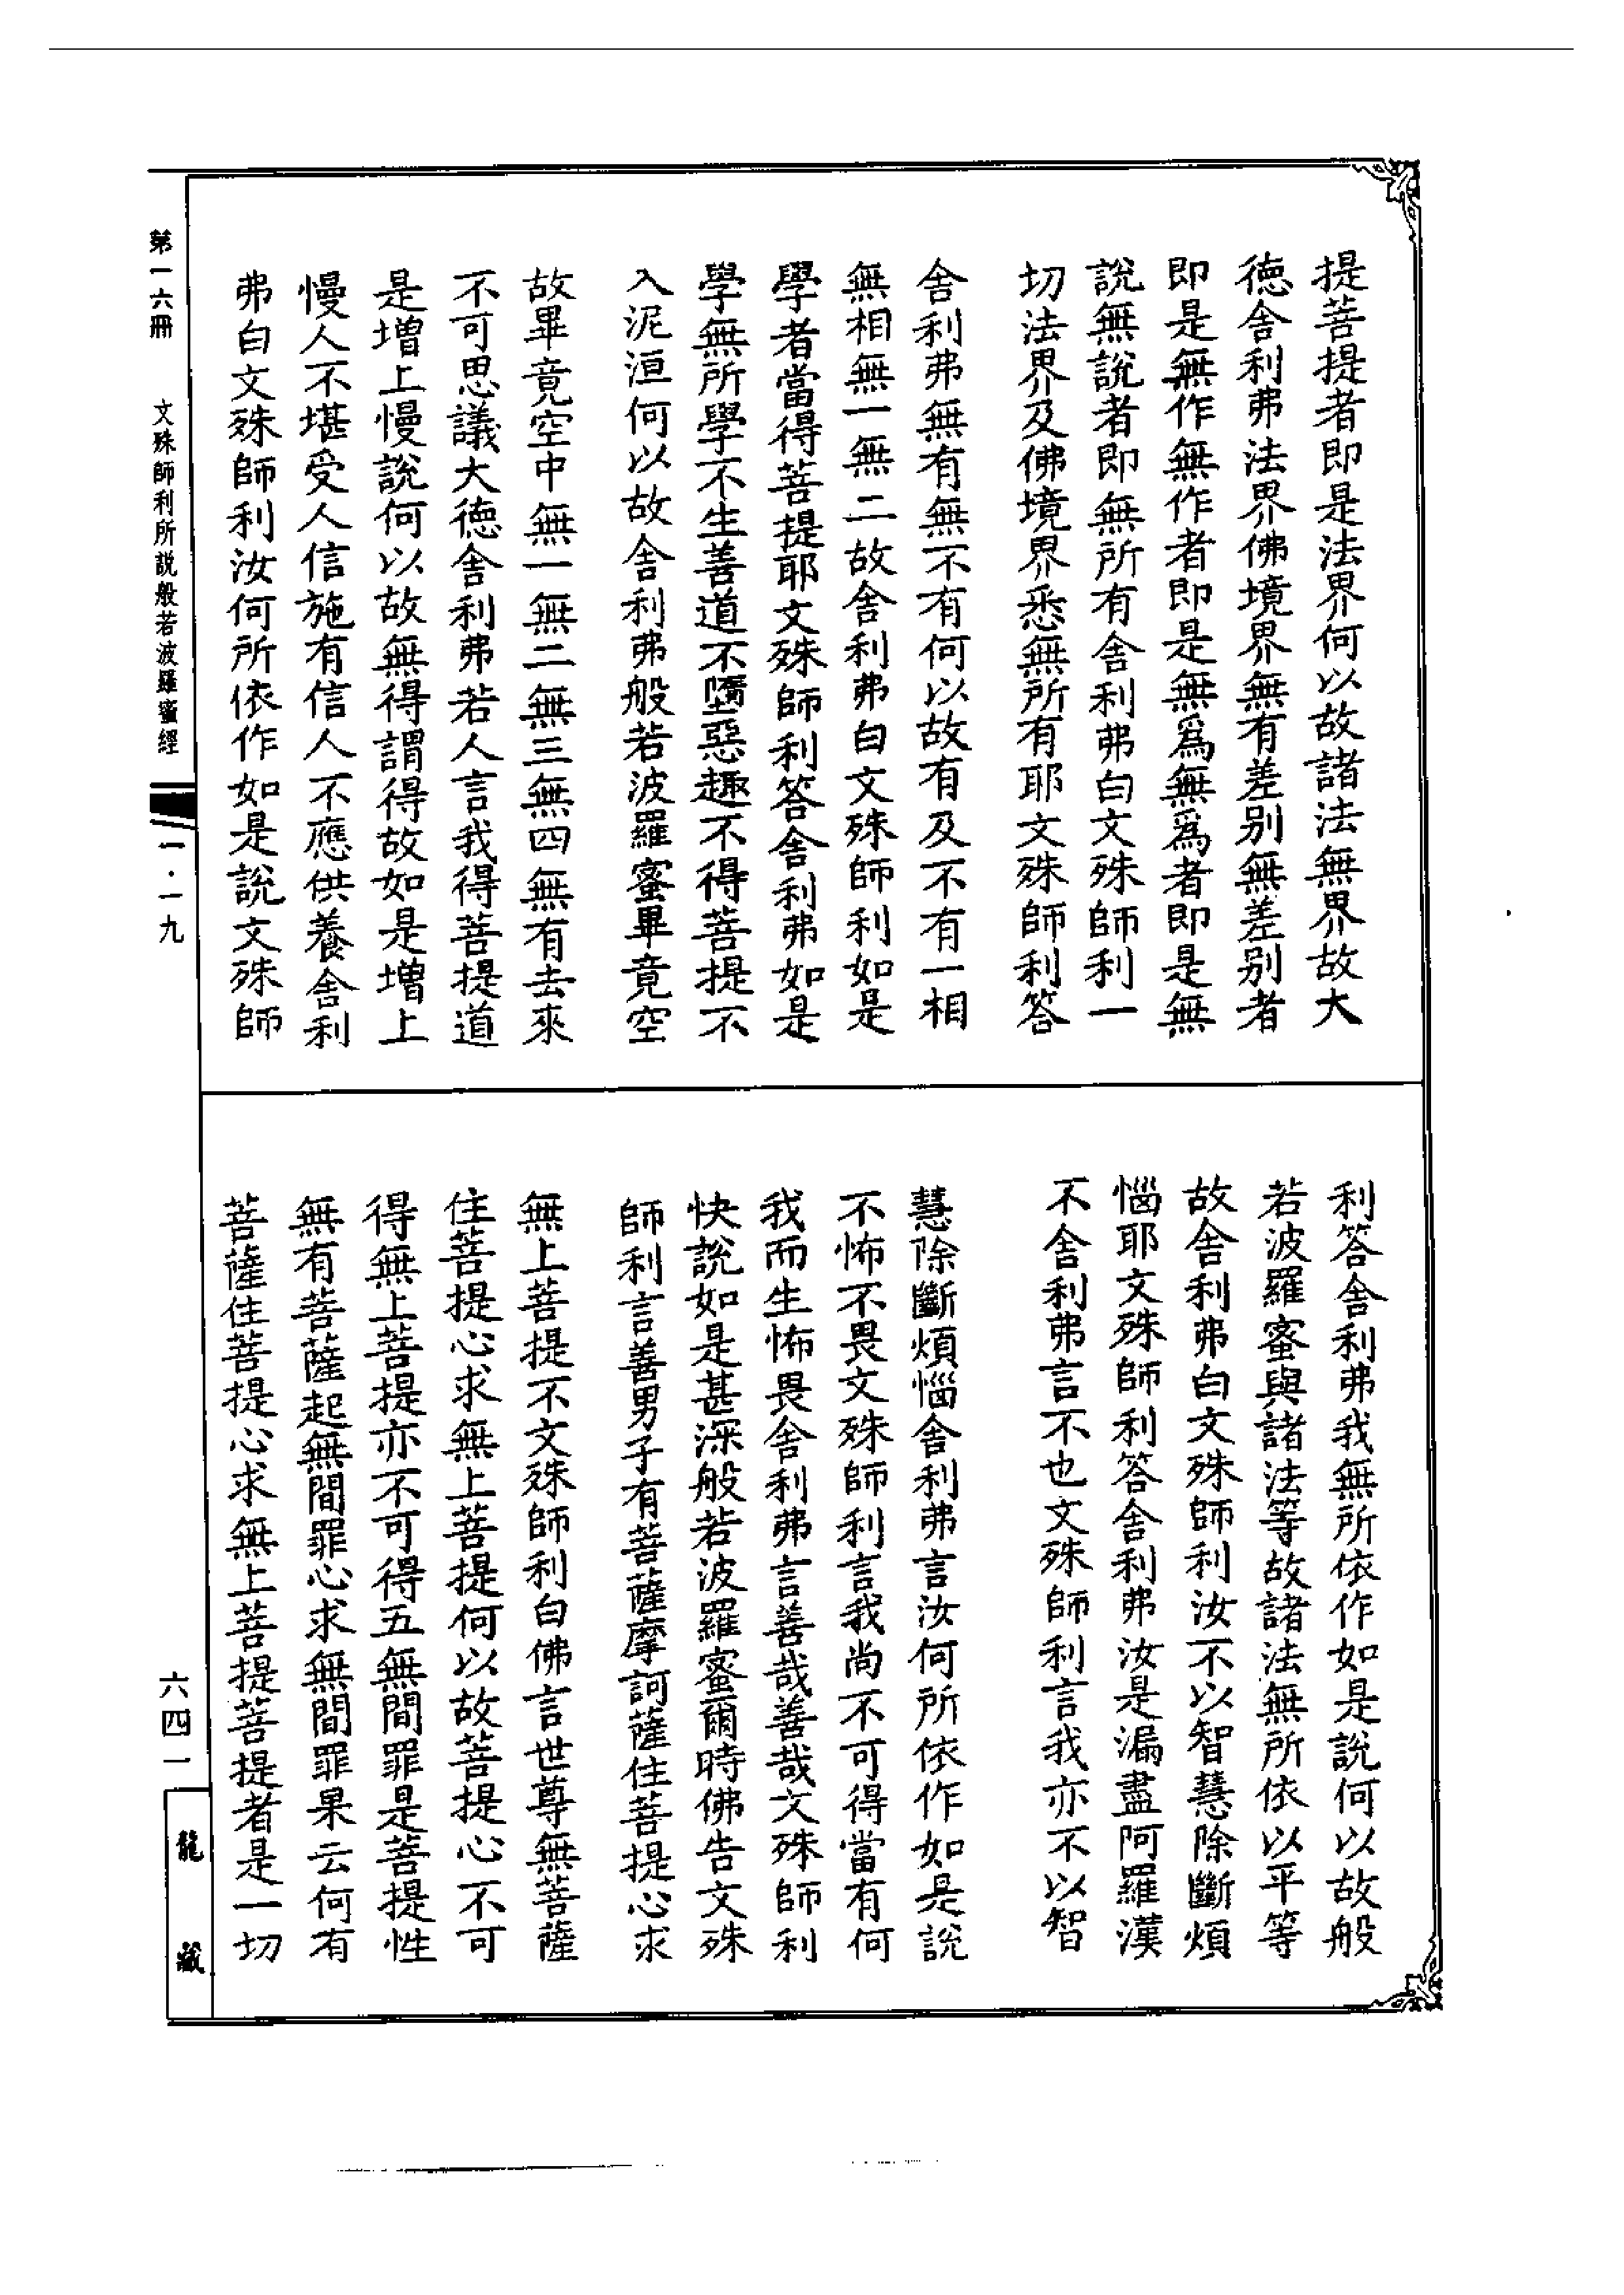 提菩提者即是法界何以故諸法無界故大
德舍利弗法界佛境界無有差别無差别者
即是無作無作者即是無爲無爲者即是無
說無說者即無所有舍利弗白文殊師利一
切法界及佛境界悉無所有耶文殊師利答
舍利弗無有無不有何以故有及不有一相
無相無一無二故舍利弗白文殊師利如是
學者當得菩提耶文殊師利答舍利弗如是
學無所學不生善道不墮惡趣不得菩提不
入泥洹何以故舍利弗般若波羅蜜畢竟空
故畢竟空中無一無二無三無四無有去來
不可思議大德舍利弗若人言我得菩提道
是增上慢說何以故無得謂得故如是增上
慢人不堪受人信施有信人不應供養舍利
弗白文殊師利汝何所依作如是說文殊師
利答舍利弗我無所依作如是說何以故般
若波羅蜜與諸法等故諸法無所依以平等
故舍利弗白文殊師利汝不以智慧除斷煩
惱耶文殊師利答舍利弗汝是漏盡阿羅漢
不舍利弗言不也文殊師利言我亦不以智
慧除斷煩惱舍利弗言汝何所依作如是說
不怖不畏文殊師利言我尚不可得當有何
我而生怖畏舍利弗言善哉善哉文殊師利
快說如是甚深般若波羅蜜爾時佛告文殊
師利言善男子有菩薩摩訶薩住菩提心求
無上菩提不文殊師利白佛言世尊無菩薩
住菩提心求無上菩提何以故菩提心不可
得無上菩提亦不可得五無間罪是菩提性
無有菩薩起無間罪心求無間罪果云何有
菩薩住菩提心求無上菩提菩提者是一切
第一六冊 文殊師利所説般若波羅蜜經 一·一九
六四一
龍藏